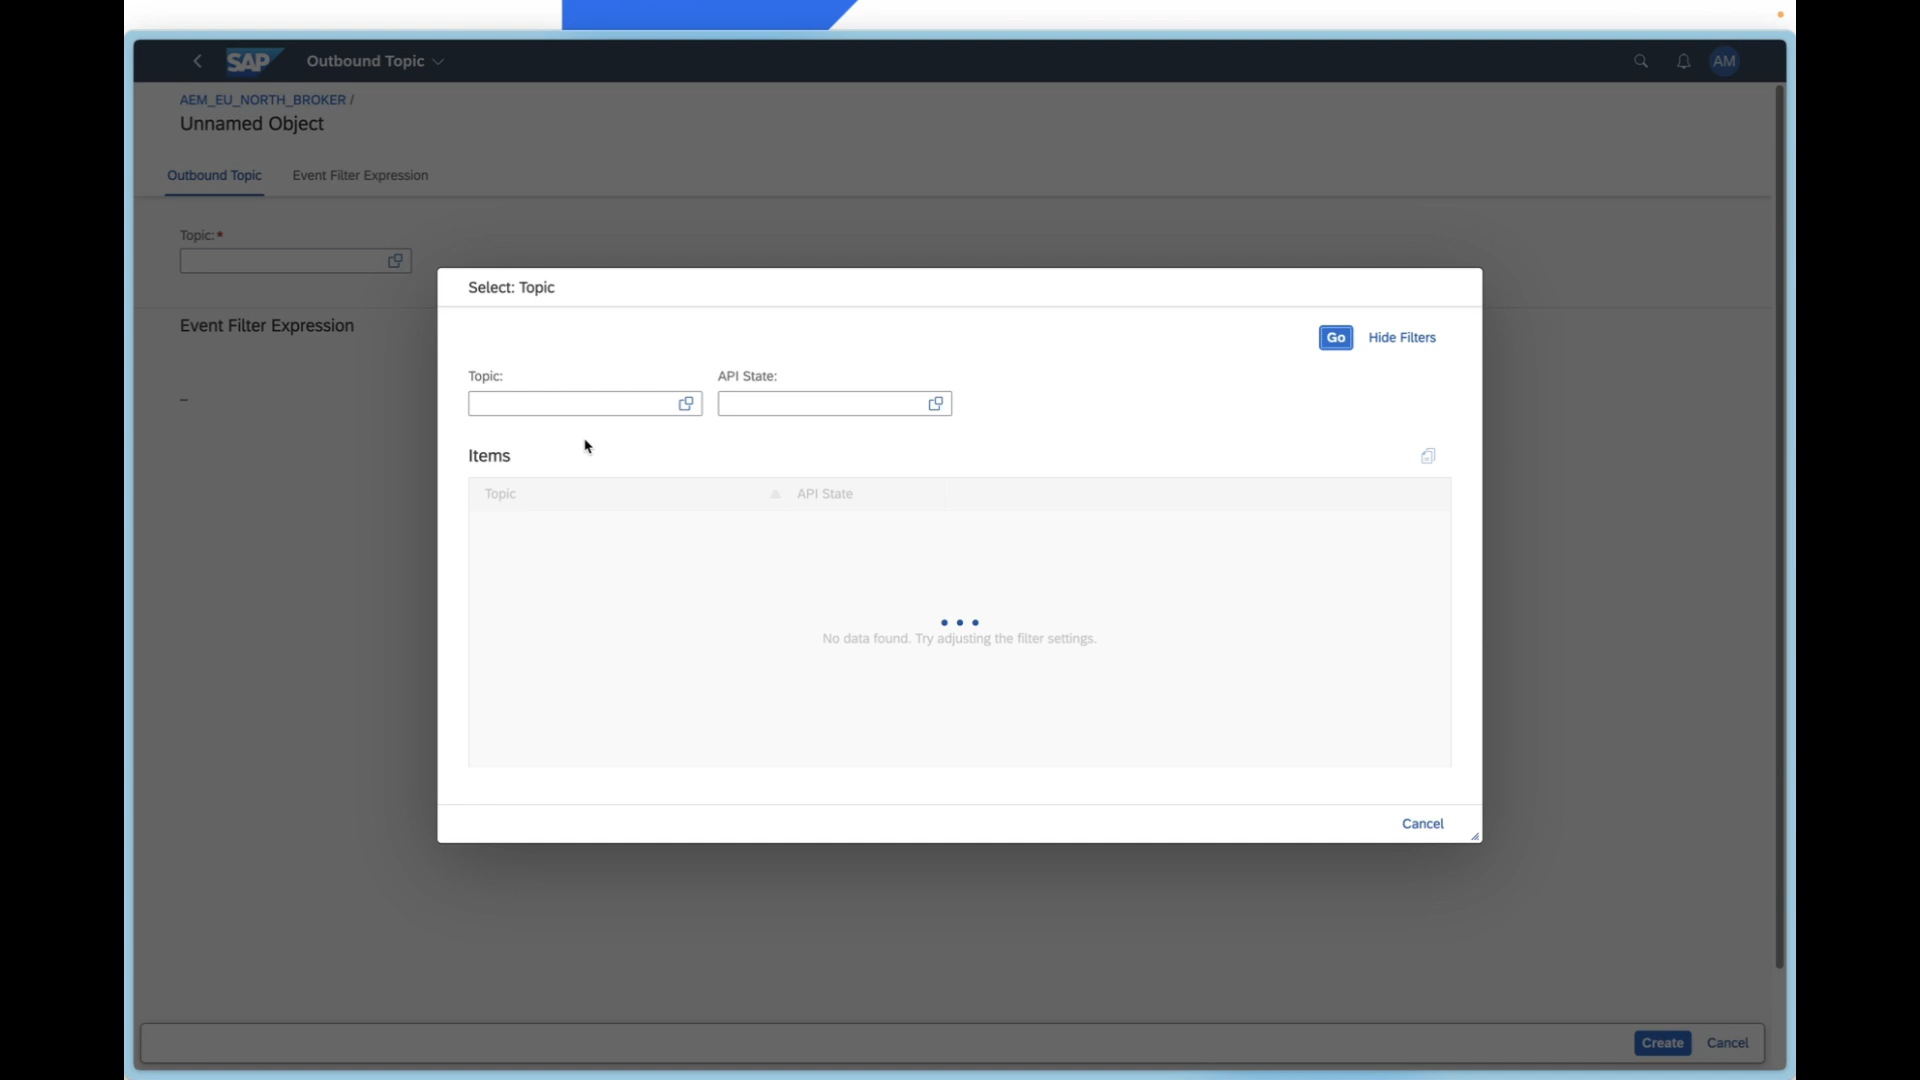 SAP Outbound Topic
AM
AEM_EU_NORTH_BROKER /
Unnamed Object
Outbound Topic Event Filter Expression
Topic:*
Event Filter Expression
–
Select: Topic
Go Hide Filters
Topic: API State:
Items
Topic API State
No data found. Try adjusting the filter settings.
Cancel
Create Cancel